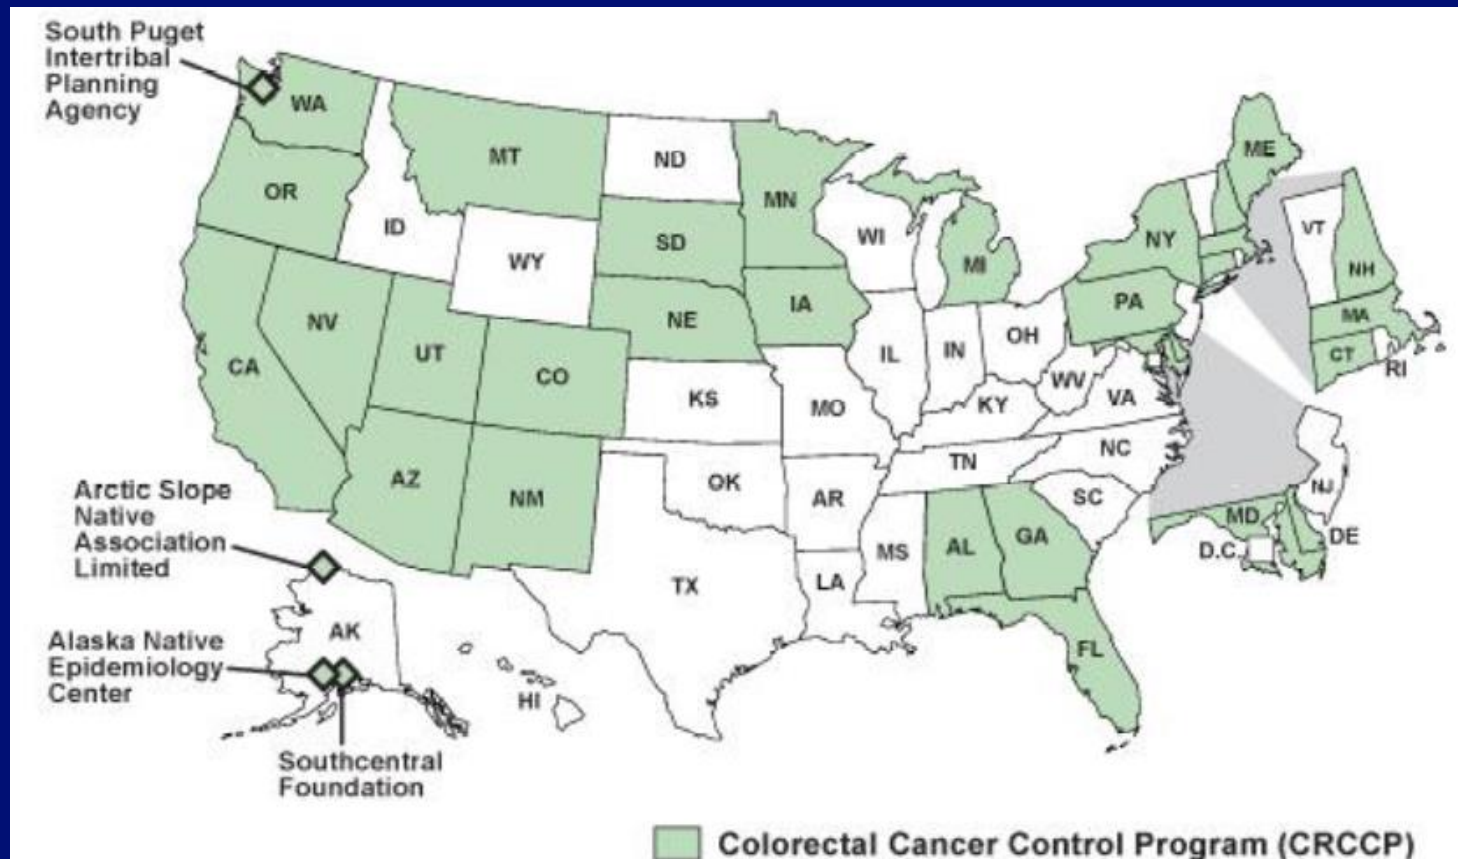 South Puget
Intertribal
Planning
Agency
WA
MT
ND
MN
ME
OR
ID
SD
WI
NY
VT
WY
MI
NH
NV
NE
IA
PA
MA
CA
UT
CO
IL
IN
OH
CT
RI
KS
MO
WV
VA
KY
NC
AZ
NM
OK
AR
TN
SC
NJ
Arctic Slope
Native
Association
Limited
TX
LA
MS
AL
GA
MD
D.C.
DE
AK
Alaska Native
Epidemiology
Center
HI
FL
Southcentral
Foundation
Colorectal Cancer Control Program (CRCCP)